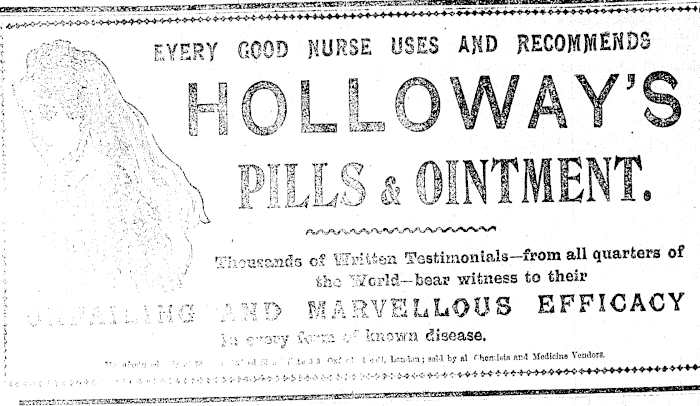 EVERY GOOD NURSE USES AND RECOMMENDS
HOLLOWAY'S
PILLS & OINTMENT.
Thousands of Written Testimonials—from all quarters of
the World—bear witness to their
UNFAILING AND MARVELLOUS EFFICACY
In every form of known disease.
London; sold by all Chemists and Medicine Vendors.